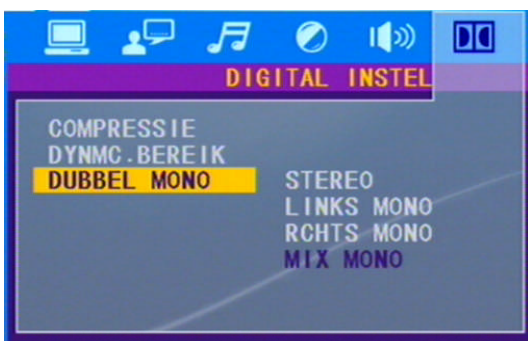 DIGITAL INSTEL
COMPRESSIE
DYNMC.BEREIK
DUBBEL MONO
STEREO
LINKS MONO
RCHTS MONO
MIX MONO